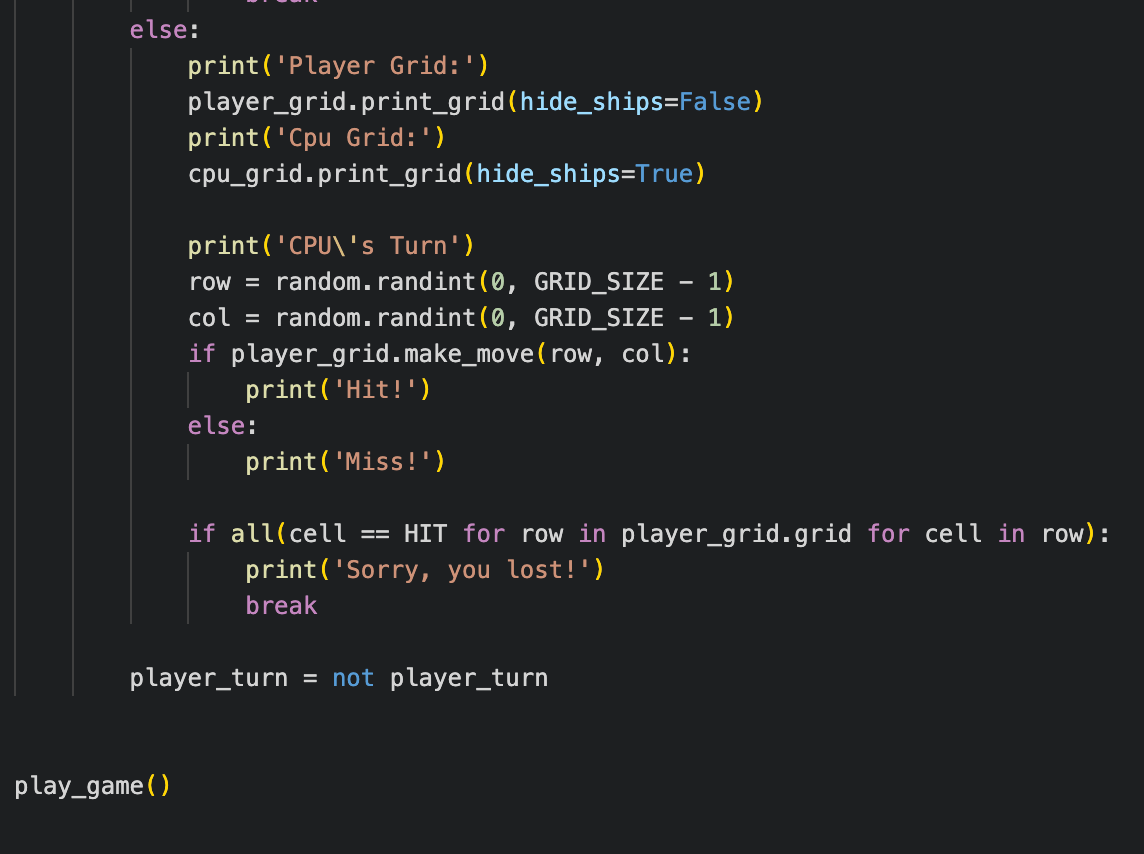 break
else:
print('Player Grid:')
player_grid.print_grid(hide_ships=False)
print('Cpu Grid:')
cpu_grid.print_grid(hide_ships=True)
print('CPU\'s Turn')
row = random.randint(0, GRID_SIZE - 1)
col = random.randint(0, GRID_SIZE - 1)
if player_grid.make_move(row, col):
print('Hit!')
else:
print('Miss!')
if all(cell == HIT for row in player_grid.grid for cell in row):
print('Sorry, you lost!')
break
player_turn = not player_turn
play_game()